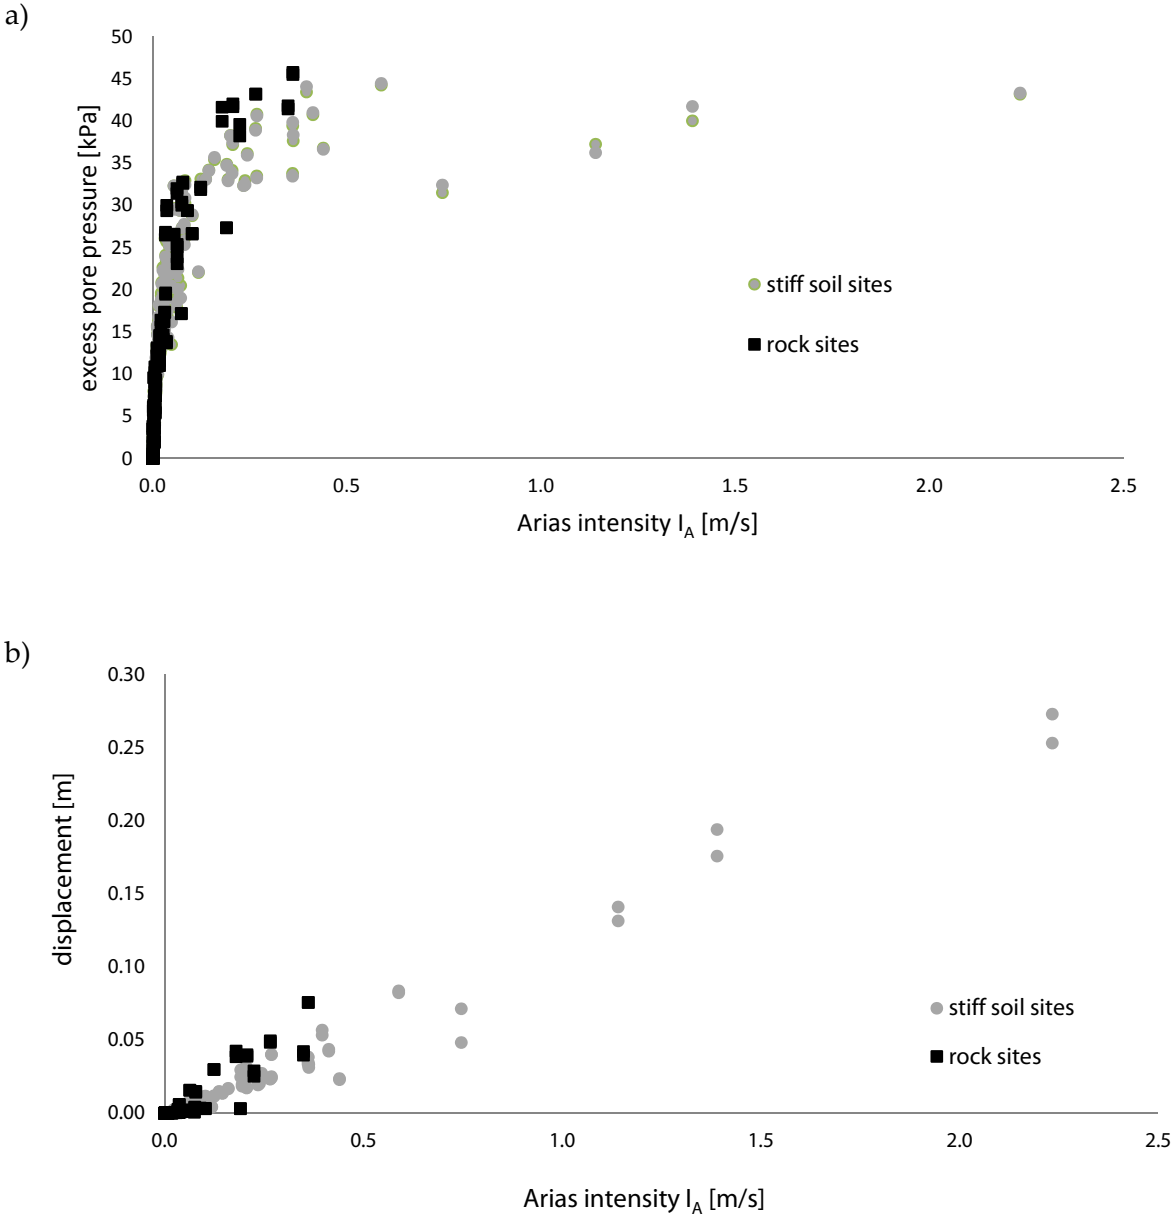 a)
50
45
40
35
30
25
20
15
10
5
0
excess pore pressure [kPa]
stiff soil sites
rock sites
0.0 0.5 1.0 1.5 2.0 2.5
Arias intensity I_A [m/s]
b)
0.30
0.25
0.20
0.15
0.10
0.05
0.00
displacement [m]
stiff soil sites
rock sites
0.0 0.5 1.0 1.5 2.0 2.5
Arias intensity I_A [m/s]